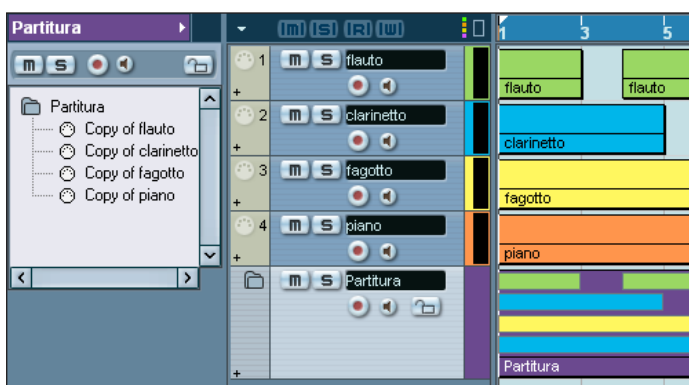 Partitura
m S
Partitura
Copy of flauto
Copy of clarinetto
Copy of fagotto
Copy of piano
(m) (S) (R) (W)
1 3 5
1 m S flauto
+
flauto flauto
2 m S clarinetto
+
clarinetto
3 m S fagotto
+
fagotto
4 m S piano
+
piano
m S Partitura
+
Partitura